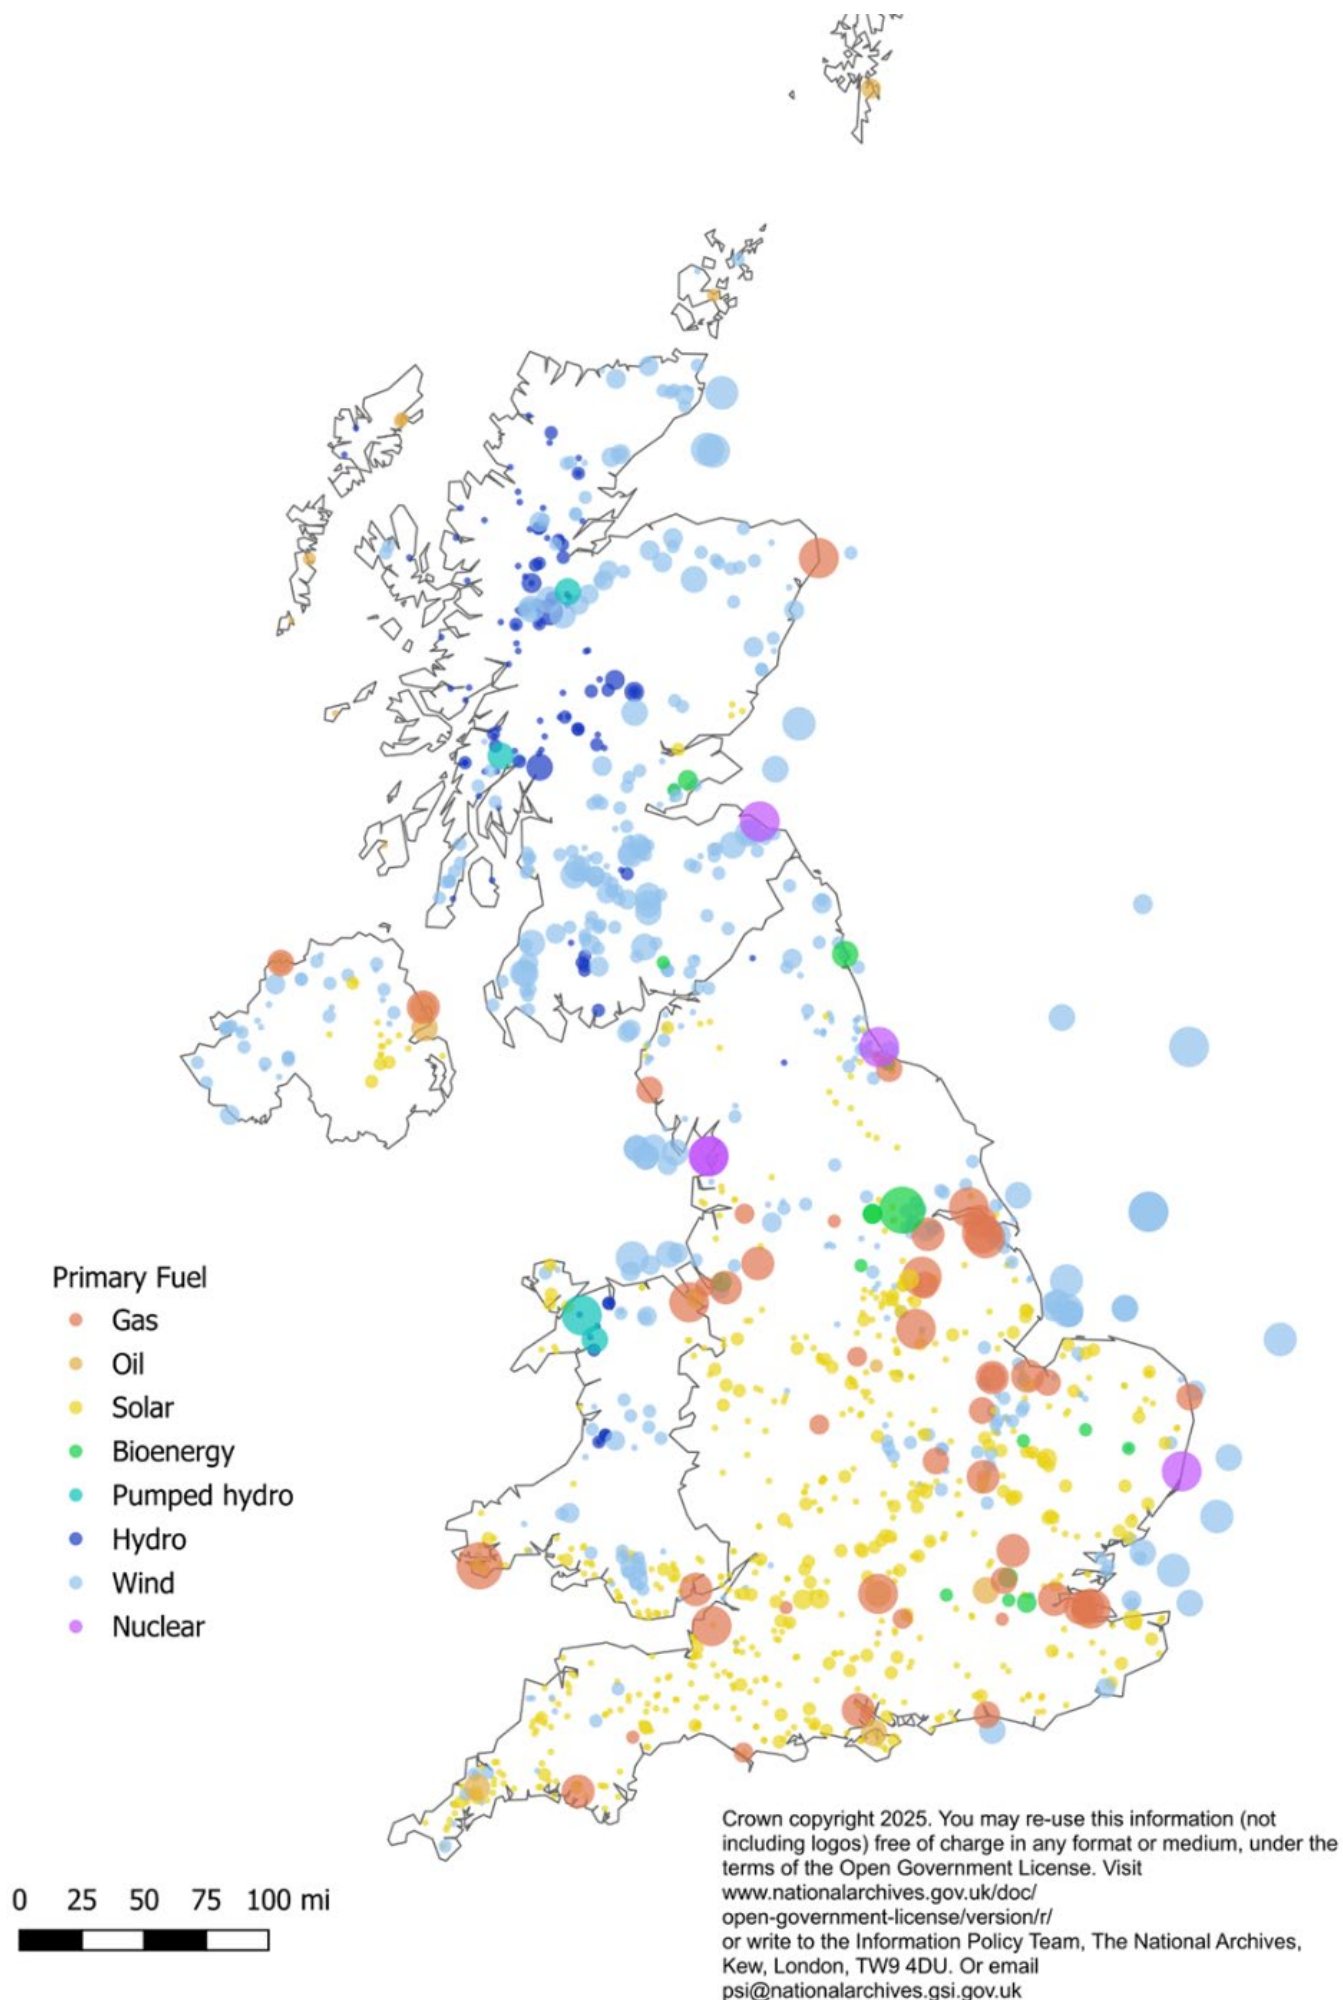 Primary Fuel
Gas
Oil
Solar
Bioenergy
Pumped hydro
Hydro
Wind
Nuclear
0 25 50 75 100 mi
Crown copyright 2025. You may re-use this information (not
including logos) free of charge in any format or medium, under the
terms of the Open Government License. Visit
www.nationalarchives.gov.uk/doc/
open-government-license/version/r/
or write to the Information Policy Team, The National Archives,
Kew, London, TW9 4DU. Or email
psi@nationalarchives.gsi.gov.uk